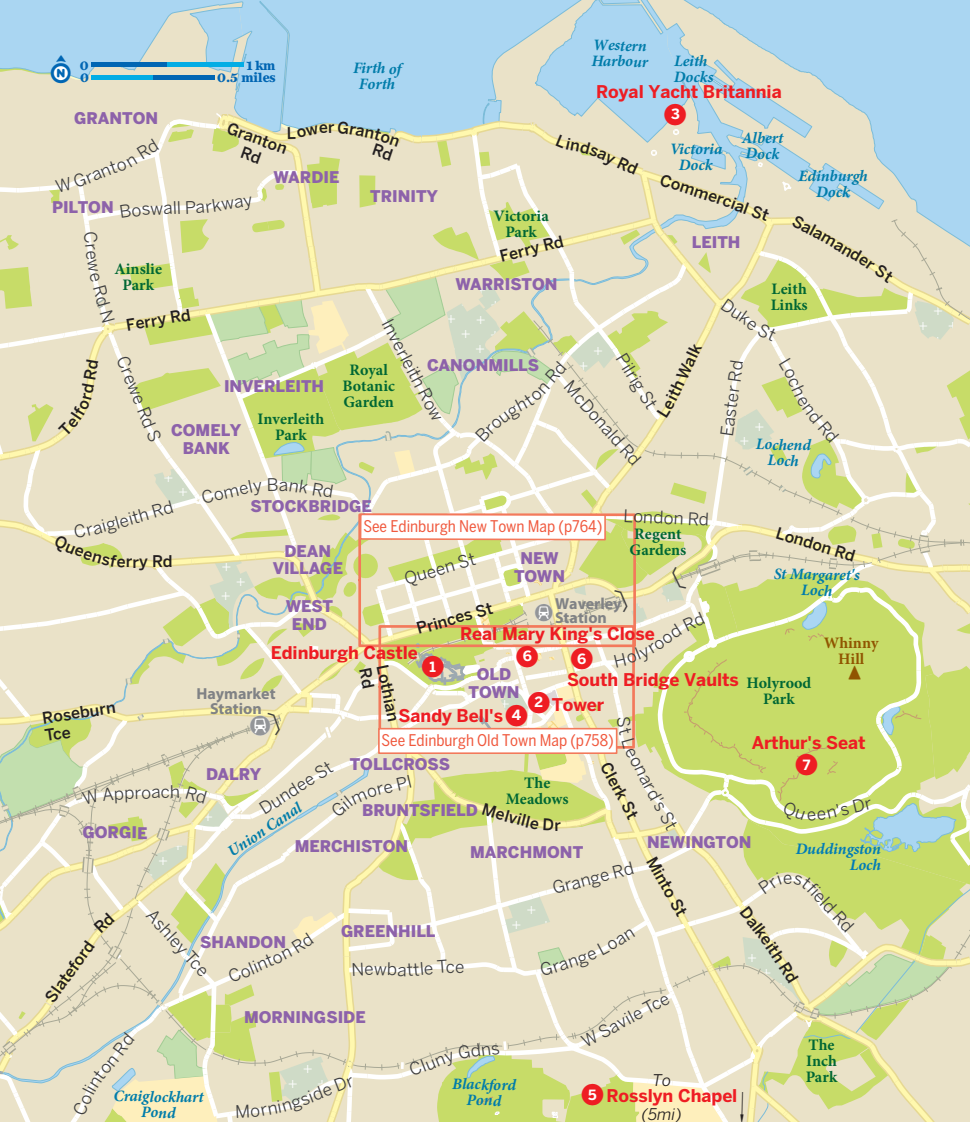 Western
Harbour
Leith
Docks
Firth of
Forth
0
1 km
N
0
0.5 miles
Royal Yacht Britannia
3
GRANTON
Granton
Rd
Lower Granton
Rd
Lindsay Rd
Victoria
Dock
Albert
Dock
Edinburgh
Dock
W Granton Rd
WARDIE
TRINITY
Commercial St
PILTON
Boswall Parkway
Victoria
Park
Salamander St
LEITH
Crewe Rd N
Ferry Rd
Ainslie
Park
WARRISTON
Leith
Links
Ferry Rd
Duke St
Inverleith Row
Telford Rd
Crewe Rd S
INVERLEITH
Royal
Botanic
Garden
CANONMILLS
Pilrig St
Leith Walk
Easter Rd
Lochend Rd
Broughton Rd
McDonald Rd
Inverleith
Park
COMELY
BANK
Lochend
Loch
Comely Bank Rd
STOCKBRIDGE
Craigleith Rd
See Edinburgh New Town Map (p764)
London Rd
Regent
Gardens
London Rd
Queensferry Rd
DEAN
VILLAGE
Queen St
NEW
TOWN
St Margaret's
Loch
WEST
END
Princes St
Waverley
Station
Real Mary King's Close
Holyrood Rd
Edinburgh Castle
1
6
6
Whinny
Hill
Lothian
Rd
OLD
TOWN
South Bridge Vaults
Holyrood
Park
Haymarket
Station
2
Tower
Sandy Bell's
4
Roseburn
Tce
See Edinburgh Old Town Map (p758)
St Leonard's St
Arthur's Seat
7
TOLLCROSS
DALRY
Dundee St
Gilmore Pl
The
Meadows
Clerk St
W Approach Rd
Queen's Dr
BRUNTSFIELD
Melville Dr
Union Canal
GORGIE
MERCHISTON
MARCHMONT
NEWINGTON
Duddingston
Loch
Grange Rd
Minto St
Priestfield Rd
Ashley Tce
Slateford Rd
Dalkeith Rd
SHANDON
Colinton Rd
GREENHILL
Grange Loan
Newbattle Tce
MORNINGSIDE
W Savile Tce
Colinton Rd
Cluny Gdns
The
Inch
Park
Craiglockhart
Pond
Morningside Dr
Blackford
Pond
5
To
Rosslyn Chapel
(5mi)